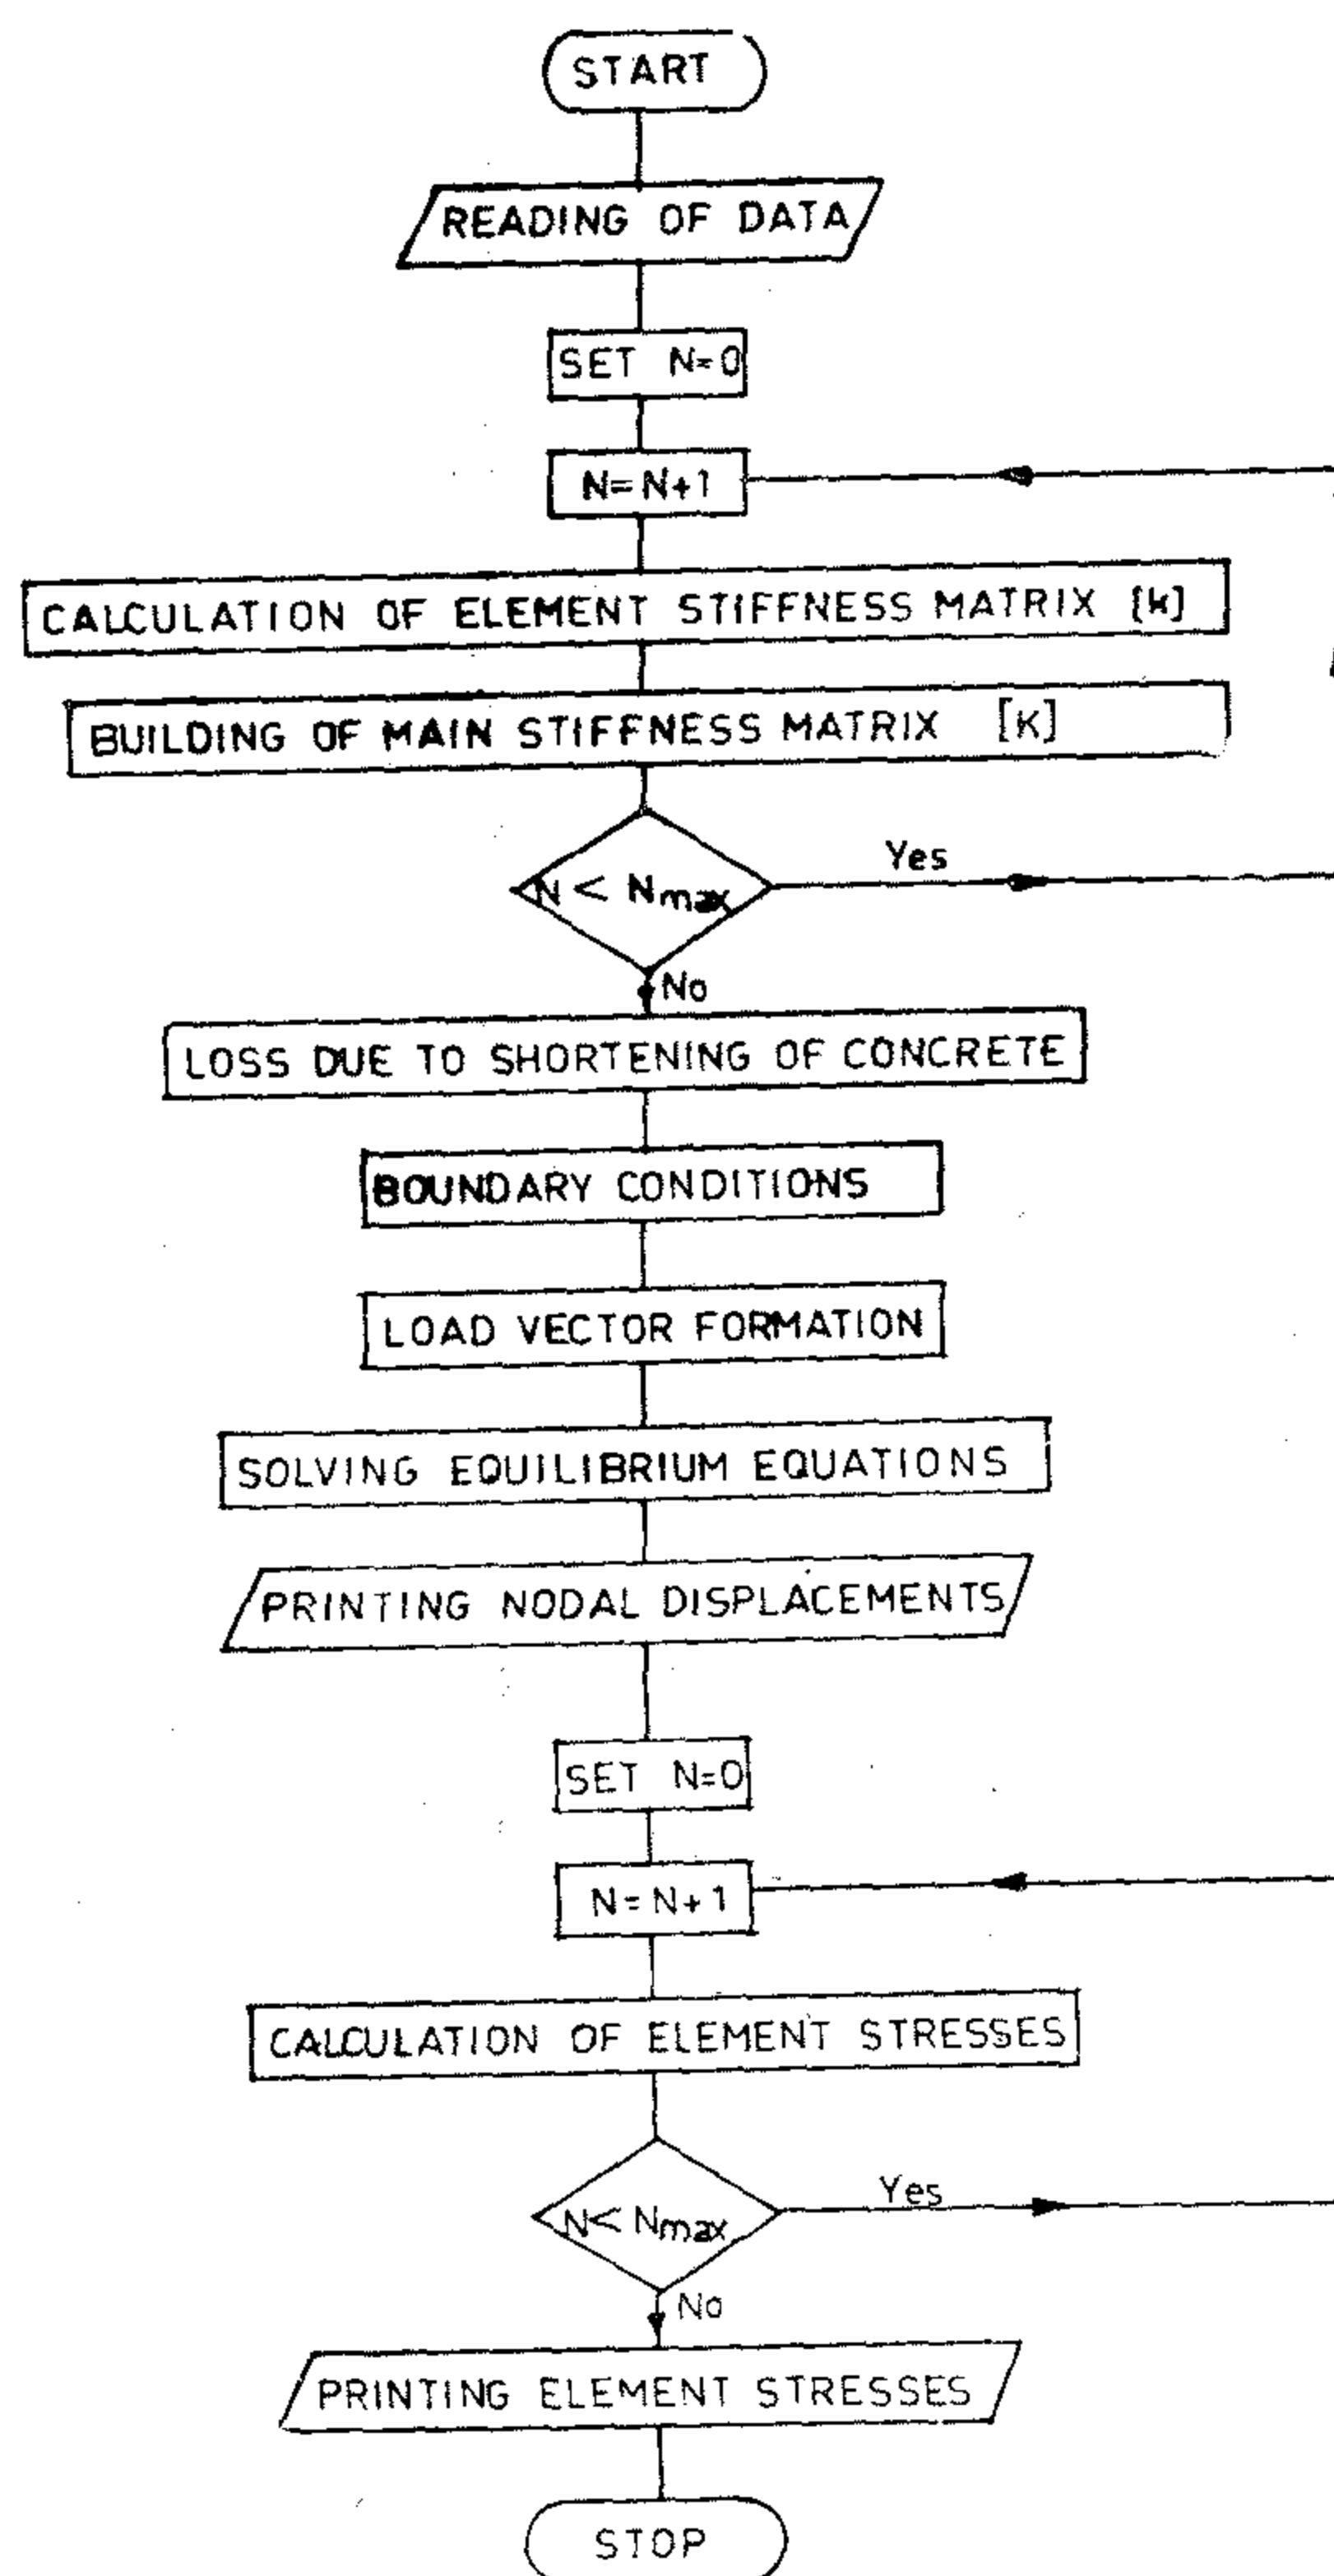 START
READING OF DATA
SET N=0
N=N+1
CALCULATION OF ELEMENT STIFFNESS MATRIX [k]
BUILDING OF MAIN STIFFNESS MATRIX [K]
Yes
N < Nmax
No
LOSS DUE TO SHORTENING OF CONCRETE
BOUNDARY CONDITIONS
LOAD VECTOR FORMATION
SOLVING EQUILIBRIUM EQUATIONS
PRINTING NODAL DISPLACEMENTS
SET N=0
N=N+1
CALCULATION OF ELEMENT STRESSES
Yes
N< Nmax
No
PRINTING ELEMENT STRESSES
STOP